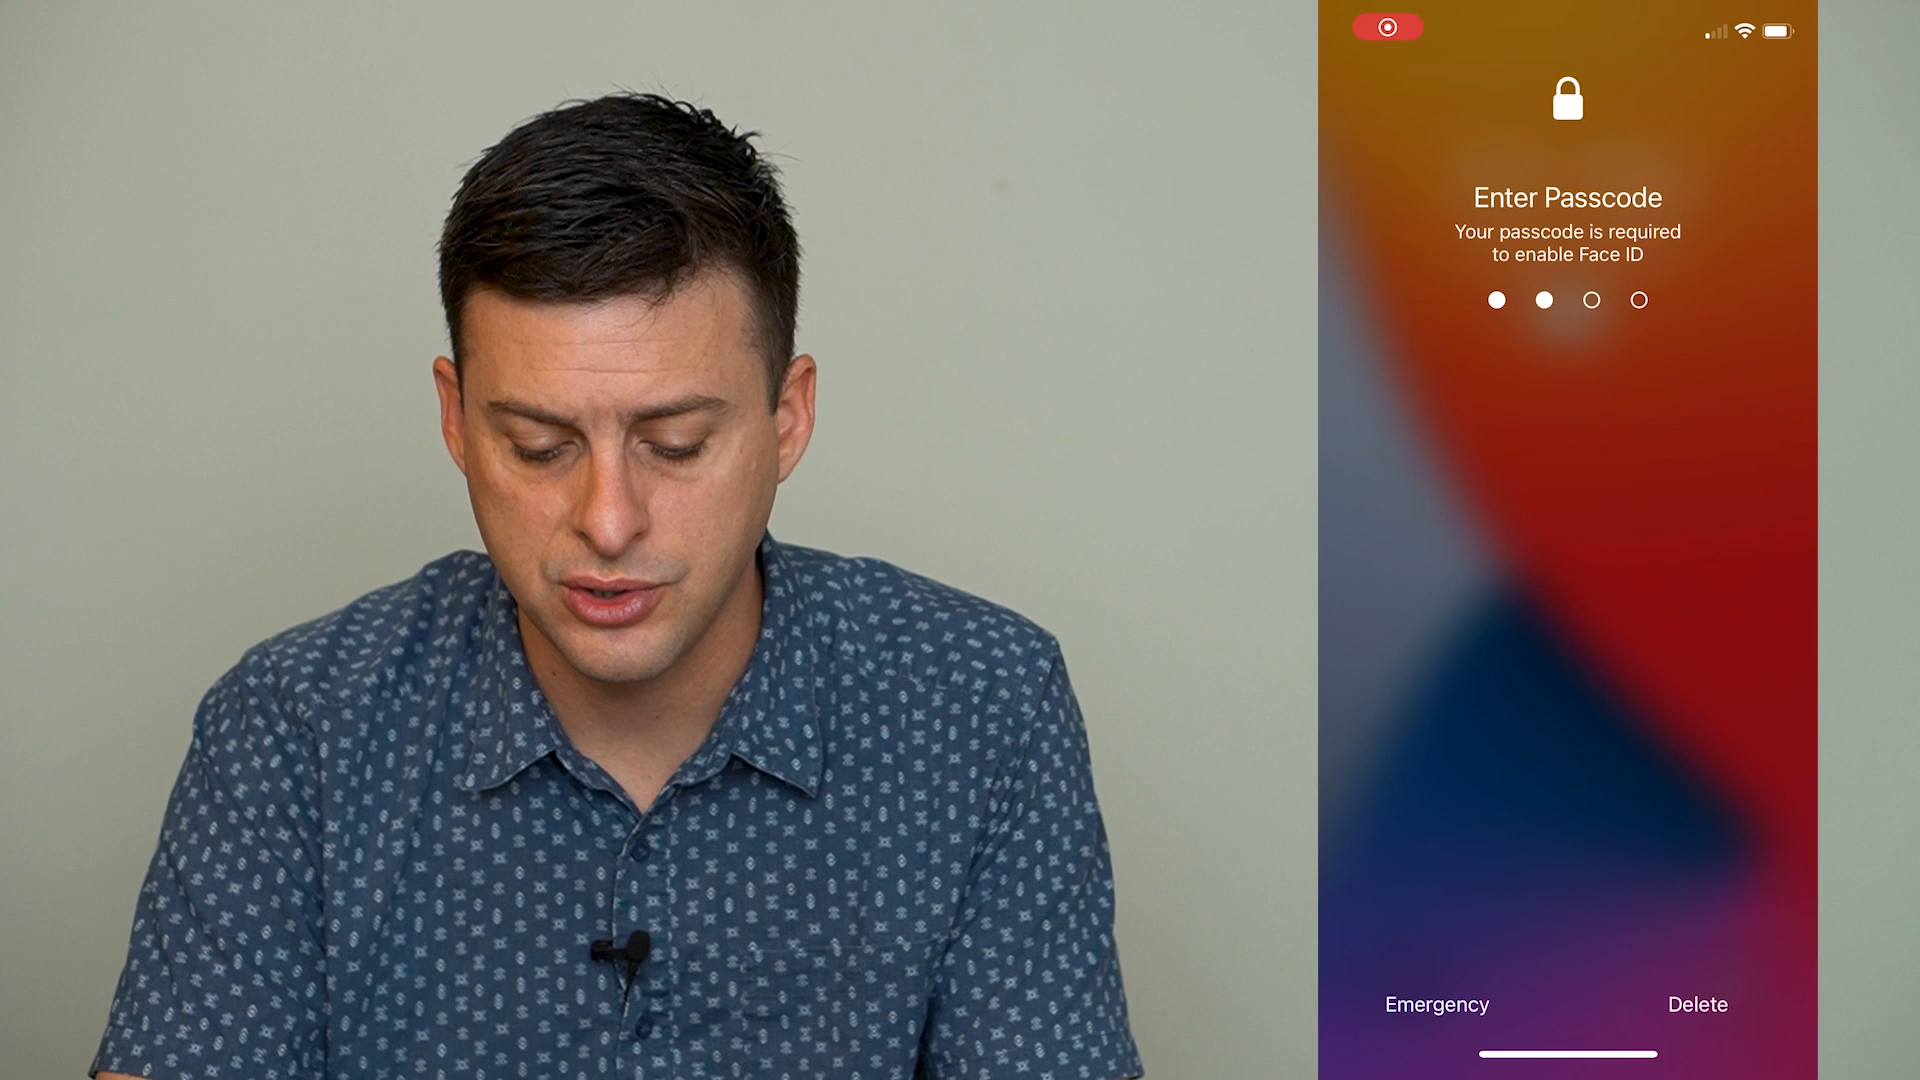 Enter Passcode
Your passcode is required
to enable Face ID
Emergency
Delete